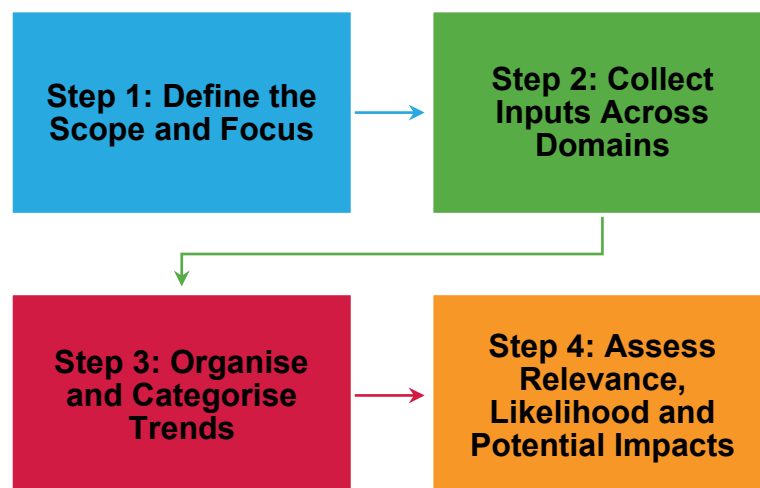 Step 1: Define the
Scope and Focus
Step 2: Collect
Inputs Across
Domains
Step 3: Organise
and Categorise
Trends
Step 4: Assess
Relevance,
Likelihood and
Potential Impacts